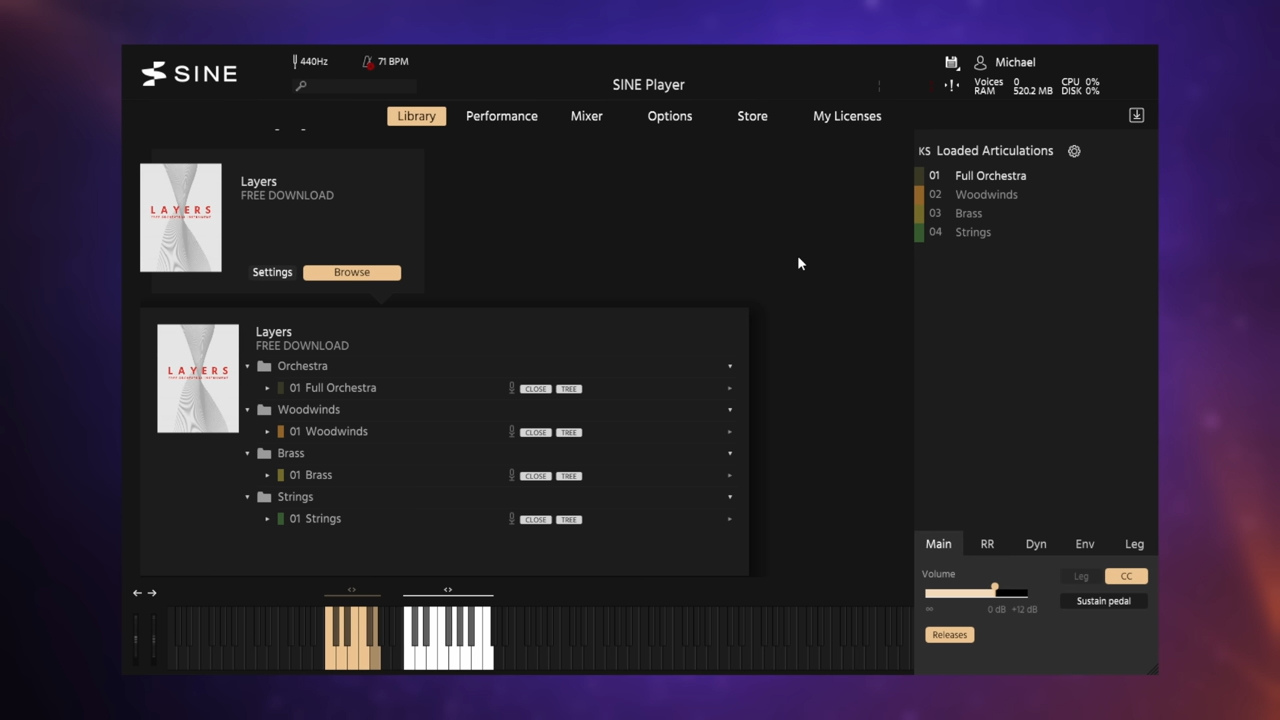 SINE
440Hz
71 BPM
SINE Player
Michael
Voices 0 CPU 0%
RAM 520.2 MB DISK 0%
Library Performance Mixer Options Store My Licenses
KS Loaded Articulations
01 Full Orchestra
02 Woodwinds
03 Brass
04 Strings
LAYERS
Layers
FREE DOWNLOAD
Settings Browse
LAYERS
Layers
FREE DOWNLOAD
Orchestra
01 Full Orchestra CLOSE TREE
Woodwinds
01 Woodwinds CLOSE TREE
Brass
01 Brass CLOSE TREE
Strings
01 Strings CLOSE TREE
Main RR Dyn Env Leg
Volume
Leg CC
∞ 0 dB +12 dB
Sustain pedal
Releases